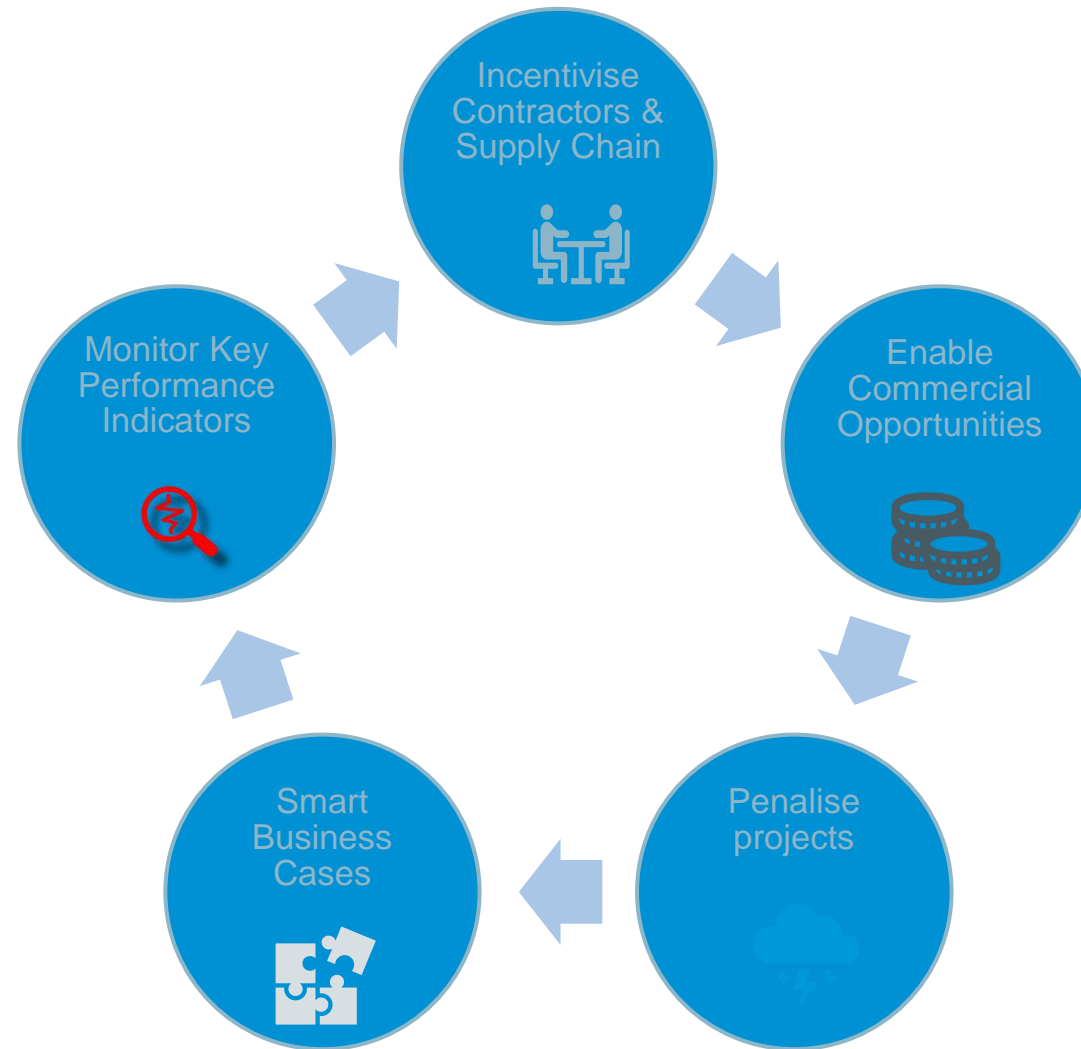 Incentivise
Contractors &
Supply Chain
Enable
Commercial
Opportunities
Penalise
projects
Smart
Business
Cases
Monitor Key
Performance
Indicators